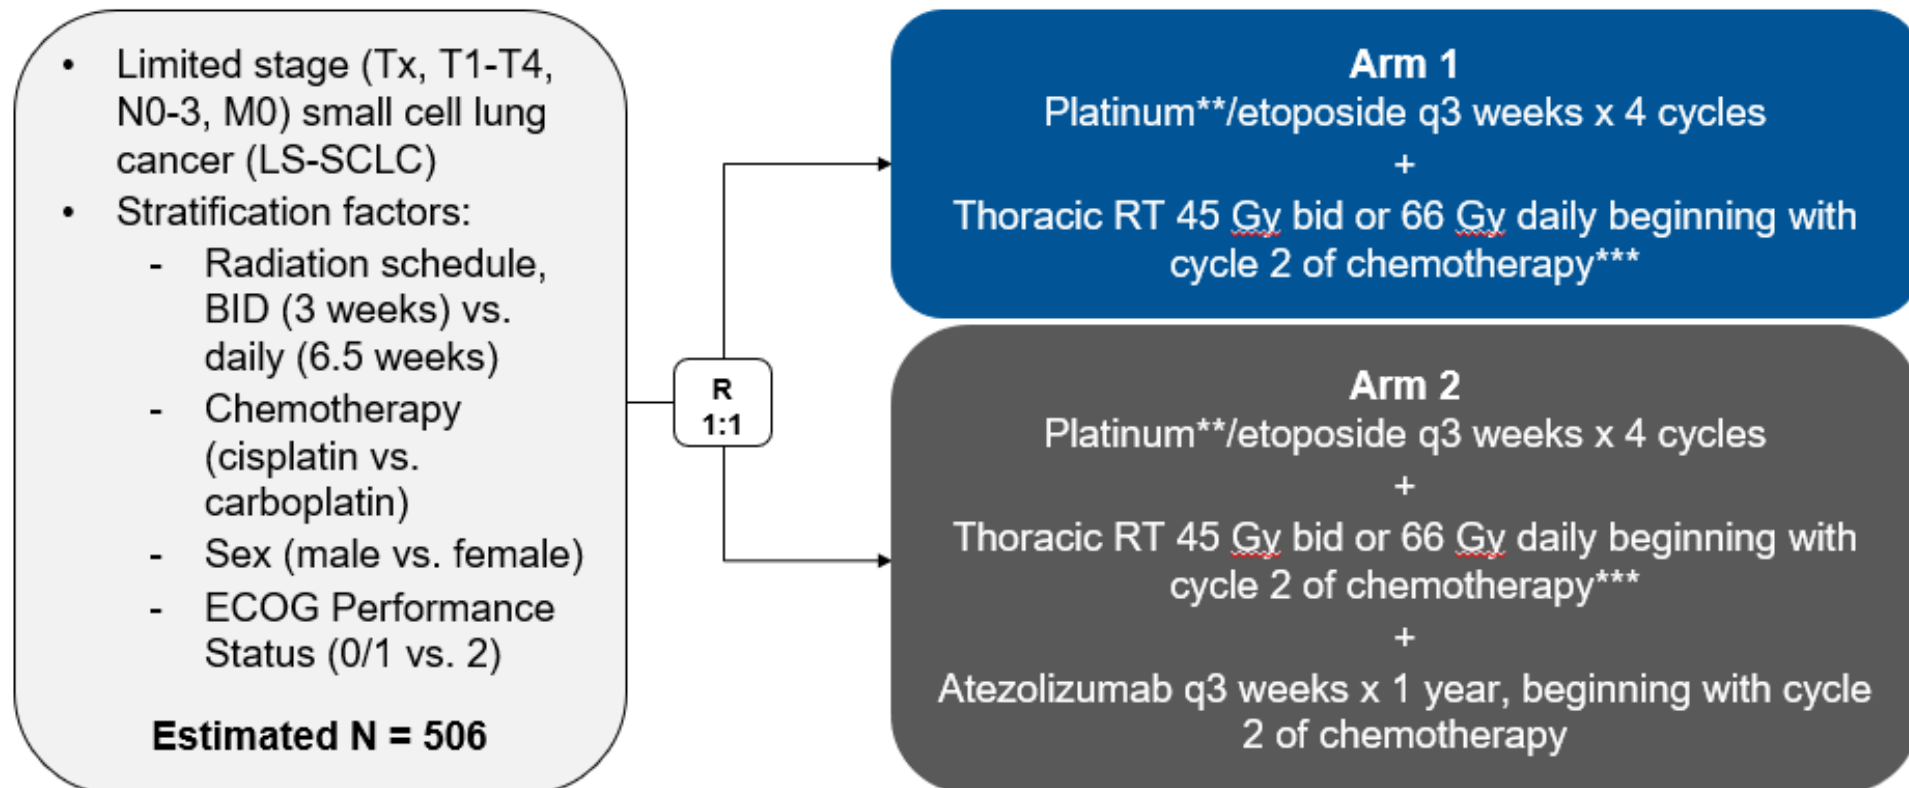 • Limited stage (Tx, T1-T4,
N0-3, M0) small cell lung
cancer (LS-SCLC)
• Stratification factors:
- Radiation schedule,
BID (3 weeks) vs.
daily (6.5 weeks)
- Chemotherapy
(cisplatin vs.
carboplatin)
- Sex (male vs. female)
- ECOG Performance
Status (0/1 vs. 2)
Estimated N = 506
R
1:1
Arm 1
Platinum**/etoposide q3 weeks x 4 cycles
+
Thoracic RT 45 Gy bid or 66 Gy daily beginning with
cycle 2 of chemotherapy***
Arm 2
Platinum**/etoposide q3 weeks x 4 cycles
+
Thoracic RT 45 Gy bid or 66 Gy daily beginning with
cycle 2 of chemotherapy***
+
Atezolizumab q3 weeks x 1 year, beginning with cycle
2 of chemotherapy